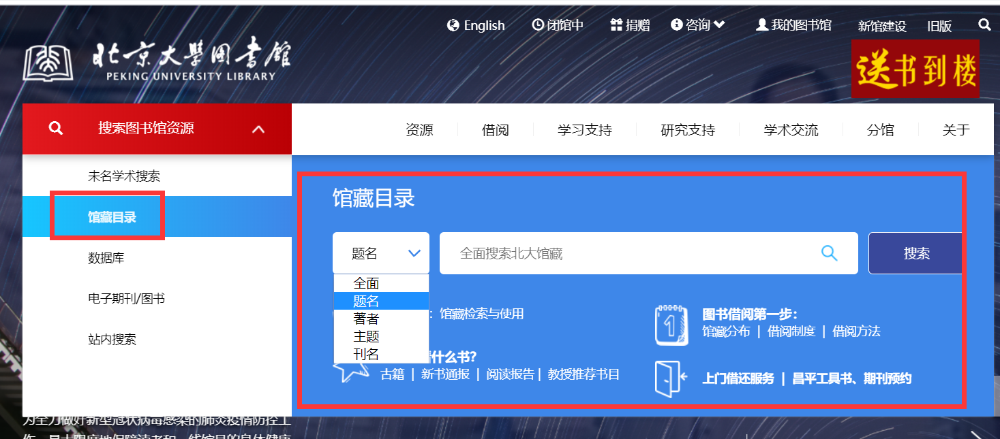 English 闭馆中 捐赠 咨询 我的图书馆 新馆建设 旧版
北京大学图书馆
PEKING UNIVERSITY LIBRARY
送书到楼
搜索图书馆资源
资源 借阅 学习支持 研究支持 学术交流 分馆 关于
未名学术搜索
馆藏目录
数据库
电子期刊/图书
站内搜索
馆藏目录
题名 全面搜索北大馆藏 搜索
全面
题名
著者
主题
刊名
：馆藏检索与使用
什么书?
古籍 | 新书通报 | 阅读报告 | 教授推荐书目
图书借阅第一步：
馆藏分布 | 借阅制度 | 借阅方法
上门借还服务 | 昌平工具书、期刊预约
为全力做好新型冠状病毒感染的肺炎疫情防控工
作，最大限度地保障读者和一线馆员的身体健康